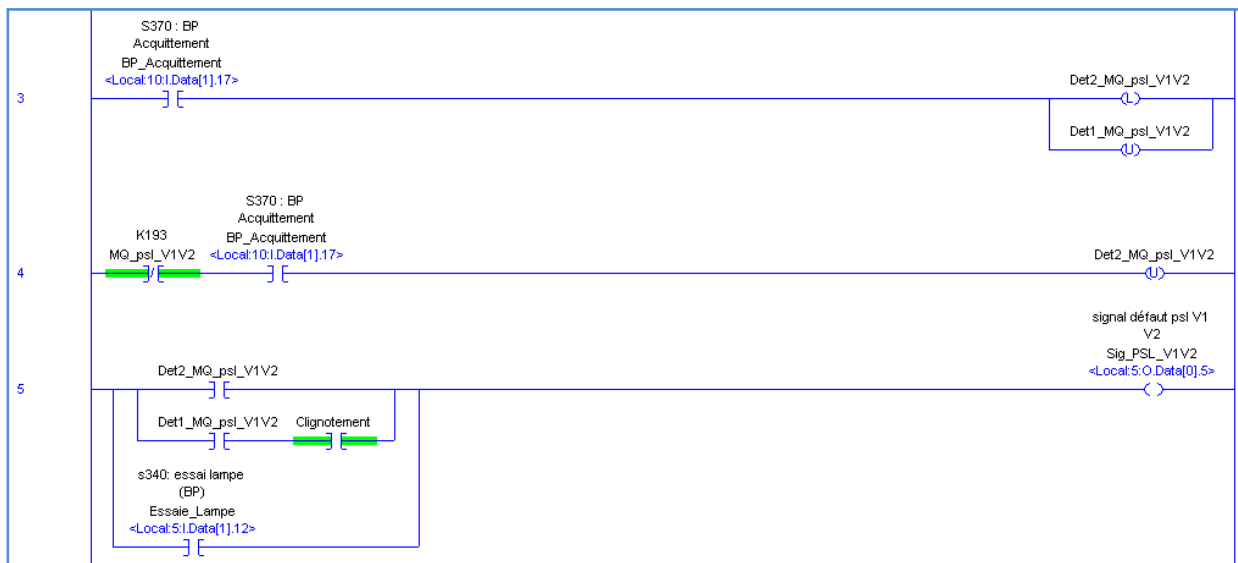 S370 : BP
Acquittement
BP_Acquittement
<Local:10:I.Data[1].17>
3
Det2_MQ_psl_V1V2
L
Det1_MQ_psl_V1V2
U
S370 : BP
Acquittement
K193
BP_Acquittement
MQ_psl_V1V2
<Local:10:I.Data[1].17>
4
Det2_MQ_psl_V1V2
U
signal défaut psl V1
V2
Sig_PSL_V1V2
<Local:5:O.Data[0].5>
5
Det2_MQ_psl_V1V2
Det1_MQ_psl_V1V2
Clignotement
s340: essai lampe
(BP)
Essaie_Lampe
<Local:5:I.Data[1].12>